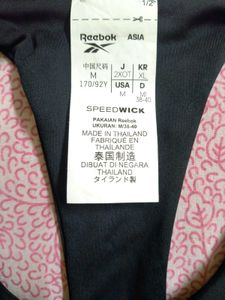 1/2
Reebok ASIA
中国尺码 J KR
M 2XOT XL
170/92Y USA D
M M
38-40
SPEEDWICK
PAKAIAN Reebok
UKURAN: M/38-40
MADE IN THAILAND
FABRIQUÉ EN
THAÏLANDE
泰国制造
DIBUAT DI NEGARA
THAILAND
タイランド製